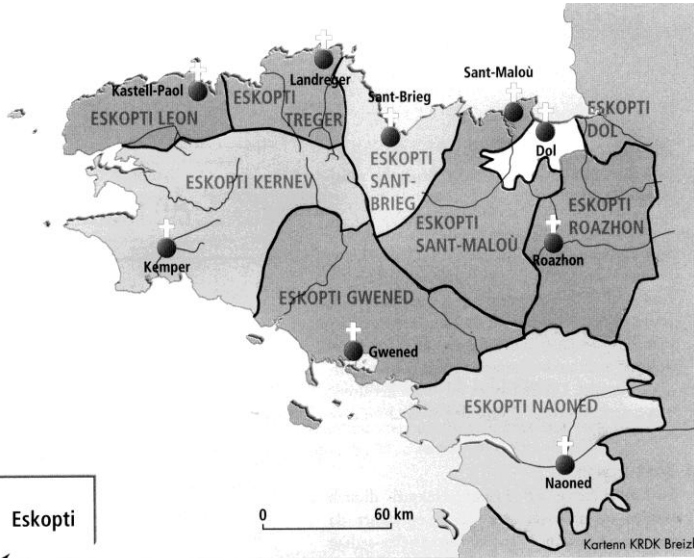 Kastell-Paol
Landreger
Sant-Brieg
Sant-Maloù
Dol
ESKOPTI LEON
ESKOPTI
TREGER
ESKOPTI
SANT-
BRIEG
ESKOPTI
DOL
ESKOPTI KERNEV
Kemper
ESKOPTI
SANT-MALOÙ
ESKOPTI
ROAZHON
Roazhon
ESKOPTI GWENED
Gwened
ESKOPTI NAONED
Naoned
Eskopti
0 60 km
Kartenn KRDK